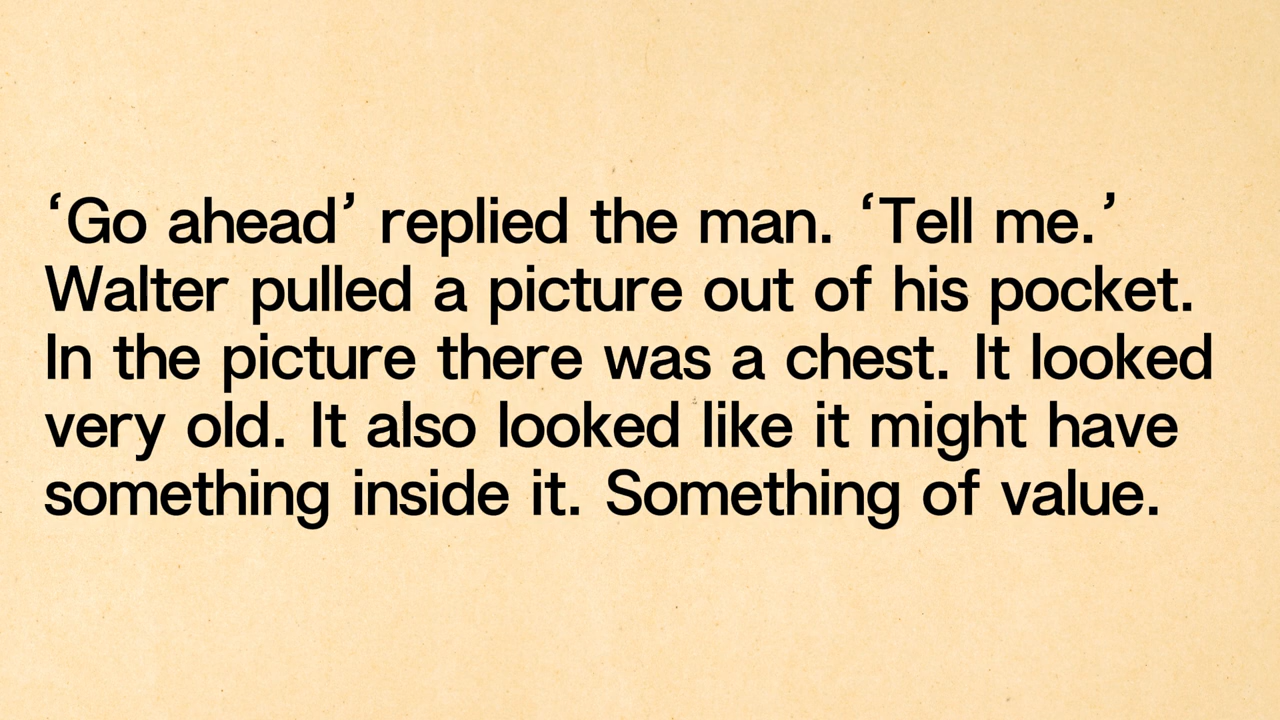 ‘Go ahead’ replied the man. ‘Tell me.’
Walter pulled a picture out of his pocket.
In the picture there was a chest. It looked
very old. It also looked like it might have
something inside it. Something of value.